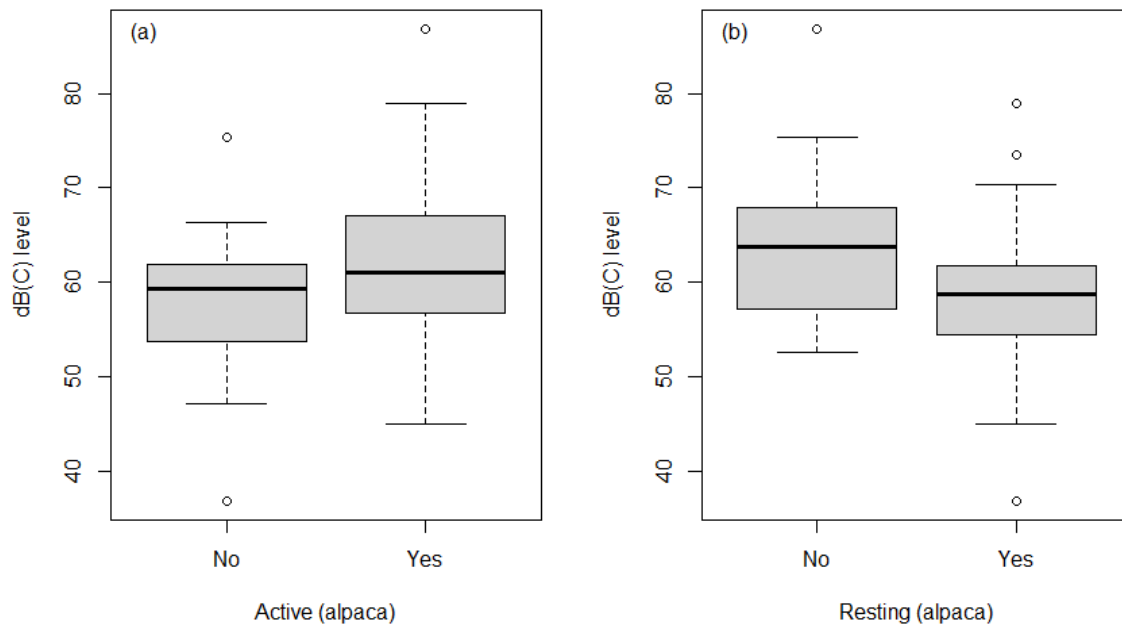 (a)
dB(C) level
80
70
60
50
40
No Yes
Active (alpaca)
(b)
dB(C) level
80
70
60
50
40
No Yes
Resting (alpaca)